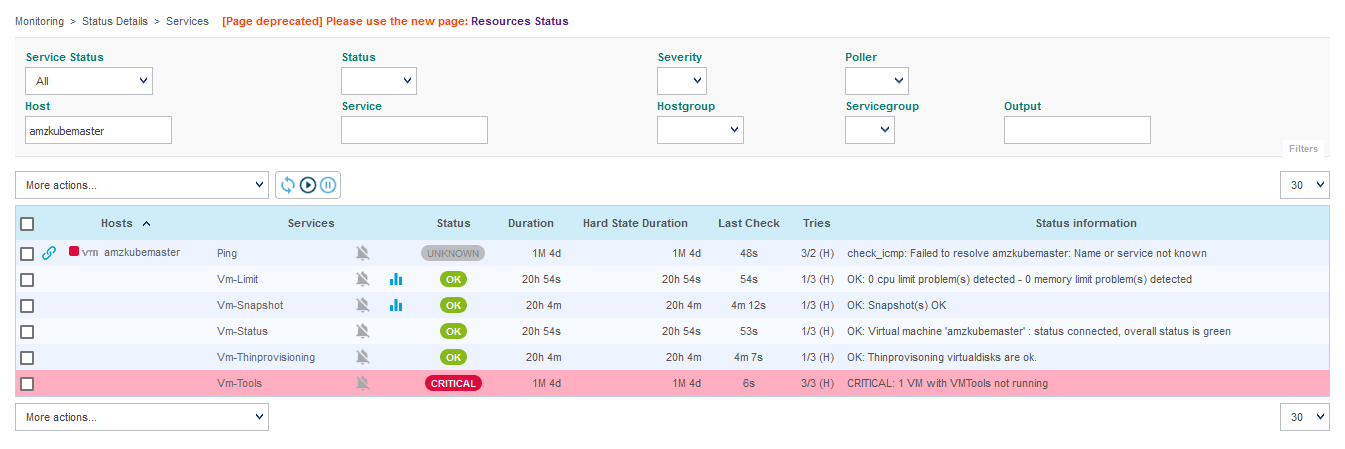 Monitoring > Status Details > Services [Page deprecated] Please use the new page: Resources Status
Service Status Status Severity Poller
All
Host Service Hostgroup Servicegroup Output
amzkubemaster
Filters
More actions... 30
Hosts Services Status Duration Hard State Duration Last Check Tries Status information
vm amzkubemaster Ping UNKNOWN 1M 4d 1M 4d 48s 3/2 (H) check_icmp: Failed to resolve amzkubemaster: Name or service not known
Vm-Limit OK 20h 54s 20h 54s 54s 1/3 (H) OK: 0 cpu limit problem(s) detected - 0 memory limit problem(s) detected
Vm-Snapshot OK 20h 4m 20h 4m 4m 12s 1/3 (H) OK: Snapshot(s) OK
Vm-Status OK 20h 54s 20h 54s 53s 1/3 (H) OK: Virtual machine 'amzkubemaster' : status connected, overall status is green
Vm-Thinprovisioning OK 20h 4m 20h 4m 4m 7s 1/3 (H) OK: Thinprovisoning virtualdisks are ok.
Vm-Tools CRITICAL 1M 4d 1M 4d 6s 3/3 (H) CRITICAL: 1 VM with VMTools not running
More actions... 30